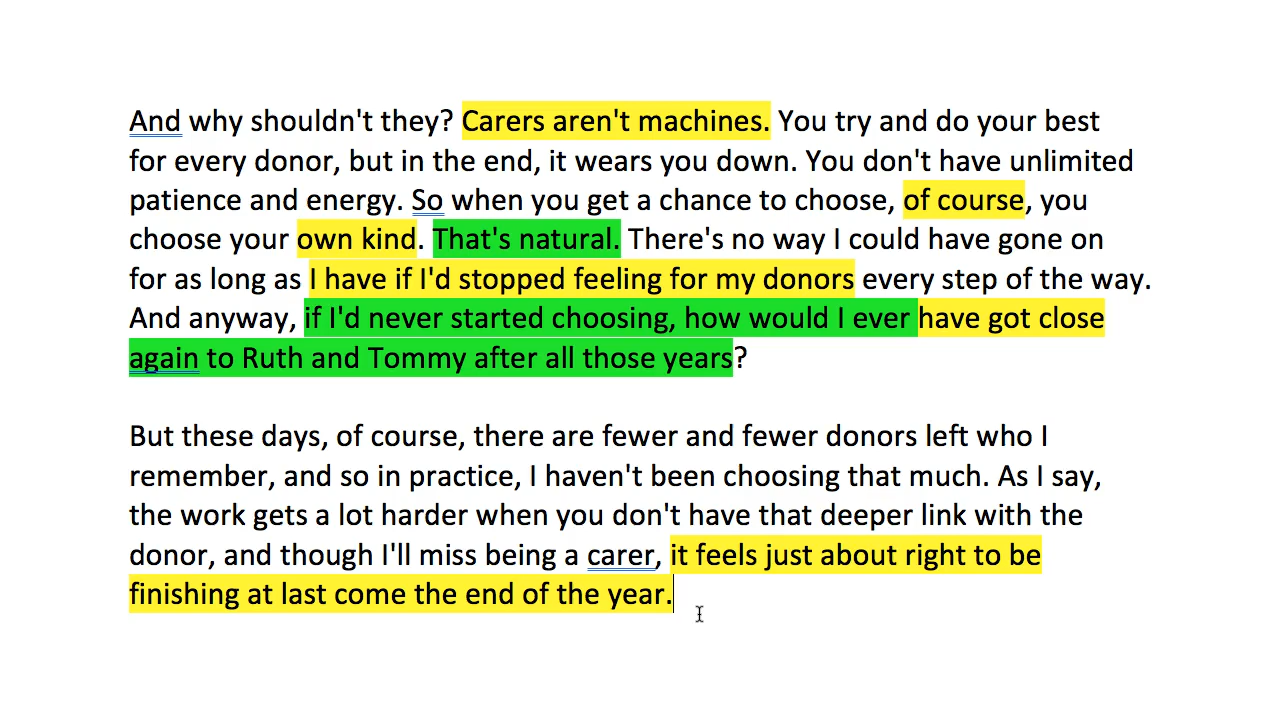 And why shouldn't they? Carers aren't machines. You try and do your best
for every donor, but in the end, it wears you down. You don't have unlimited
patience and energy. So when you get a chance to choose, of course, you
choose your own kind. That's natural. There's no way I could have gone on
for as long as I have if I'd stopped feeling for my donors every step of the way.
And anyway, if I'd never started choosing, how would I ever have got close
again to Ruth and Tommy after all those years?
But these days, of course, there are fewer and fewer donors left who I
remember, and so in practice, I haven't been choosing that much. As I say,
the work gets a lot harder when you don't have that deeper link with the
donor, and though I'll miss being a carer, it feels just about right to be
finishing at last come the end of the year.